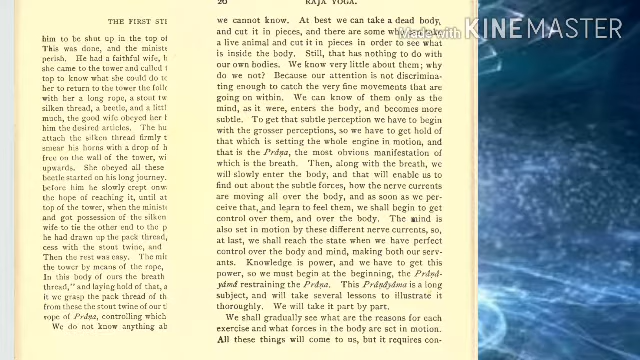 THE FIRST ST
him to be shut up in the top of
This was done, and the ministe
perish. He had a faithful wife, h
she came to the tower and called t
top to know what she could do to
her to return to the tower the foll
with her a long rope, a stout tw
silken thread, a beetle, and a littl
much, the good wife obeyed her h
him the desired articles. The hu
attach the silken thread firmly t
smear his horns with a drop of h
free on the wall of the tower, wi
upwards. She obeyed all these
beetle started on his long journey.
before him he slowly crept onw
the hope of reaching it, until at
top of the tower, when the ministe
and got possession of the silken
wife to tie the other end to the p
he had drawn up the pack thread,
cess with the stout twine, and
Then the rest was easy. The min
the tower by means of the rope,
In this body of ours the breath
thread," and laying hold of that, a
it we grasp the pack thread of th
from these the stout twine of our t
rope of Prâna, controlling which
We do not know anything ab
20 RAJA YOGA.
we cannot know. At best we can take a dead body,
and cut it in pieces, and there are some who can take
a live animal and cut it in pieces in order to see what
is inside the body. Still, that has nothing to do with
our own bodies. We know very little about them; why
do we not? Because our attention is not discrimina-
ting enough to catch the very fine movements that are
going on within. We can know of them only as the
mind, as it were, enters the body, and becomes more
subtle. To get that subtle perception we have to begin
with the grosser perceptions, so we have to get hold of
that which is setting the whole engine in motion, and
that is the Prâna, the most obvious manifestation of
which is the breath. Then, along with the breath, we
will slowly enter the body, and that will enable us to
find out about the subtle forces, how the nerve currents
are moving all over the body, and as soon as we per-
ceive that, and learn to feel them, we shall begin to get
control over them, and over the body. The mind is
also set in motion by these different nerve currents, so,
at last, we shall reach the state when we have perfect
control over the body and mind, making both our serv-
ants. Knowledge is power, and we have to get this
power, so we must begin at the beginning, the Prânâ-
yâmâ restraining the Prâna. This Prânâyâma is a long
subject, and will take several lessons to illustrate it
thoroughly. We will take it part by part.
We shall gradually see what are the reasons for each
exercise and what forces in the body are set in motion.
All these things will come to us, but it requires con-
Made with
KINEMASTER